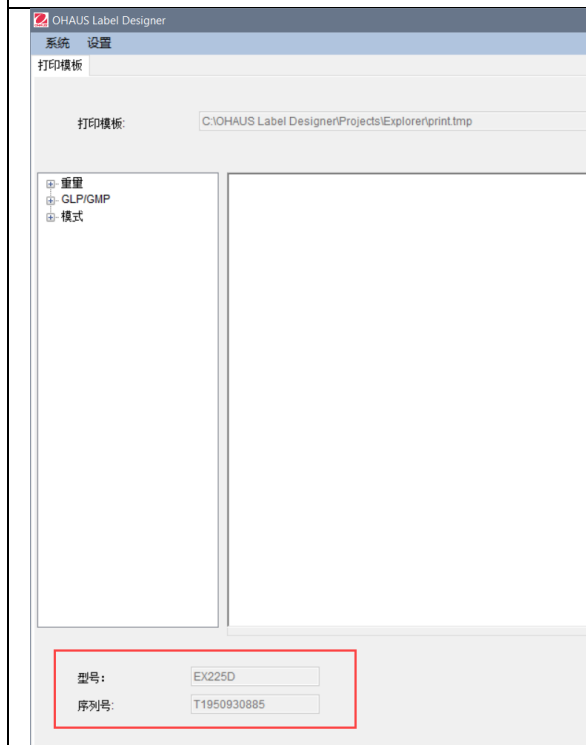 OHAUS Label Designer
系统 设置
打印模板
打印模板: C:\OHAUS Label Designer\Projects\Explorer\print.tmp
重量
GLP/GMP
模式
型号: EX225D
序列号: T1950930885